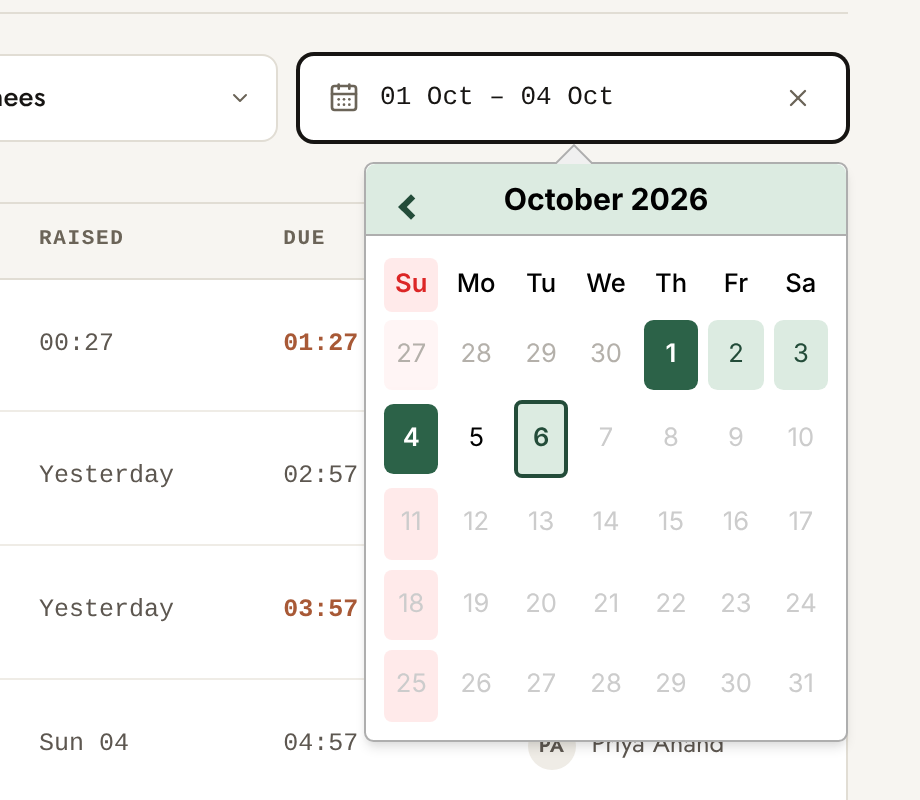 01 Oct – 04 Oct
October 2026
RAISED DUE
Su Mo Tu We Th Fr Sa
27 28 29 30 1 2 3
00:27 01:27
4 5 6 7 8 9 10
Yesterday 02:57
11 12 13 14 15 16 17
18 19 20 21 22 23 24
Yesterday 03:57
25 26 27 28 29 30 31
Sun 04 04:57 PA Priya Anand